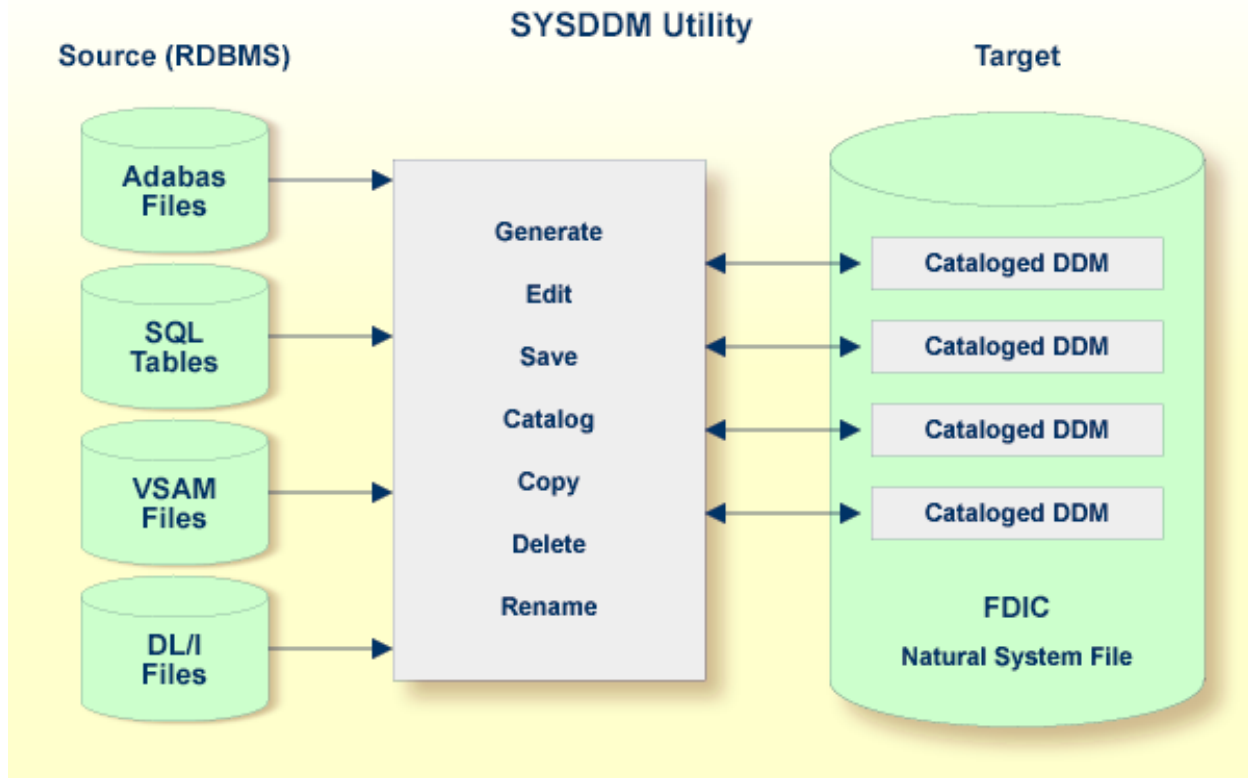 SYSDDM Utility
Source (RDBMS)
Target
Adabas
Files
SQL
Tables
VSAM
Files
DL/I
Files
Generate
Edit
Save
Catalog
Copy
Delete
Rename
Cataloged DDM
Cataloged DDM
Cataloged DDM
Cataloged DDM
FDIC
Natural System File